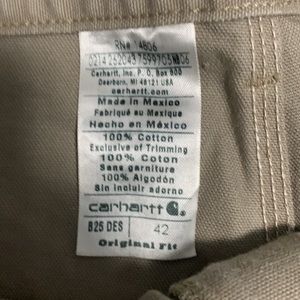 RN# 14806
Carhartt, Inc. P.O. Box 600
Dearborn, MI 48121 USA
carhartt.com
Made in Mexico
Fabriqué au Mexique
Hecho en México
100% Cotton
Exclusive of Trimming
100% Coton
Sans garniture
100% Algodón
Sin incluir adorno
carhartt
B25 DES 42
Original Fit